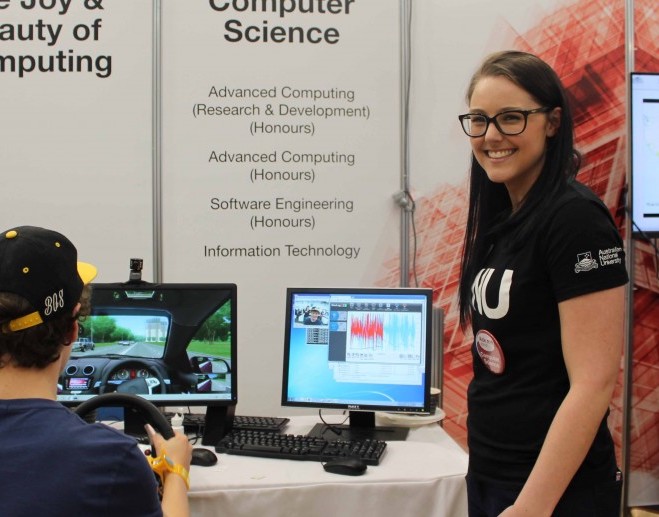 e Joy &
auty of
mputing
Computer
Science
Advanced Computing
(Research & Development)
(Honours)
Advanced Computing
(Honours)
Software Engineering
(Honours)
Information Technology
BOS
NU
Australian
National
University